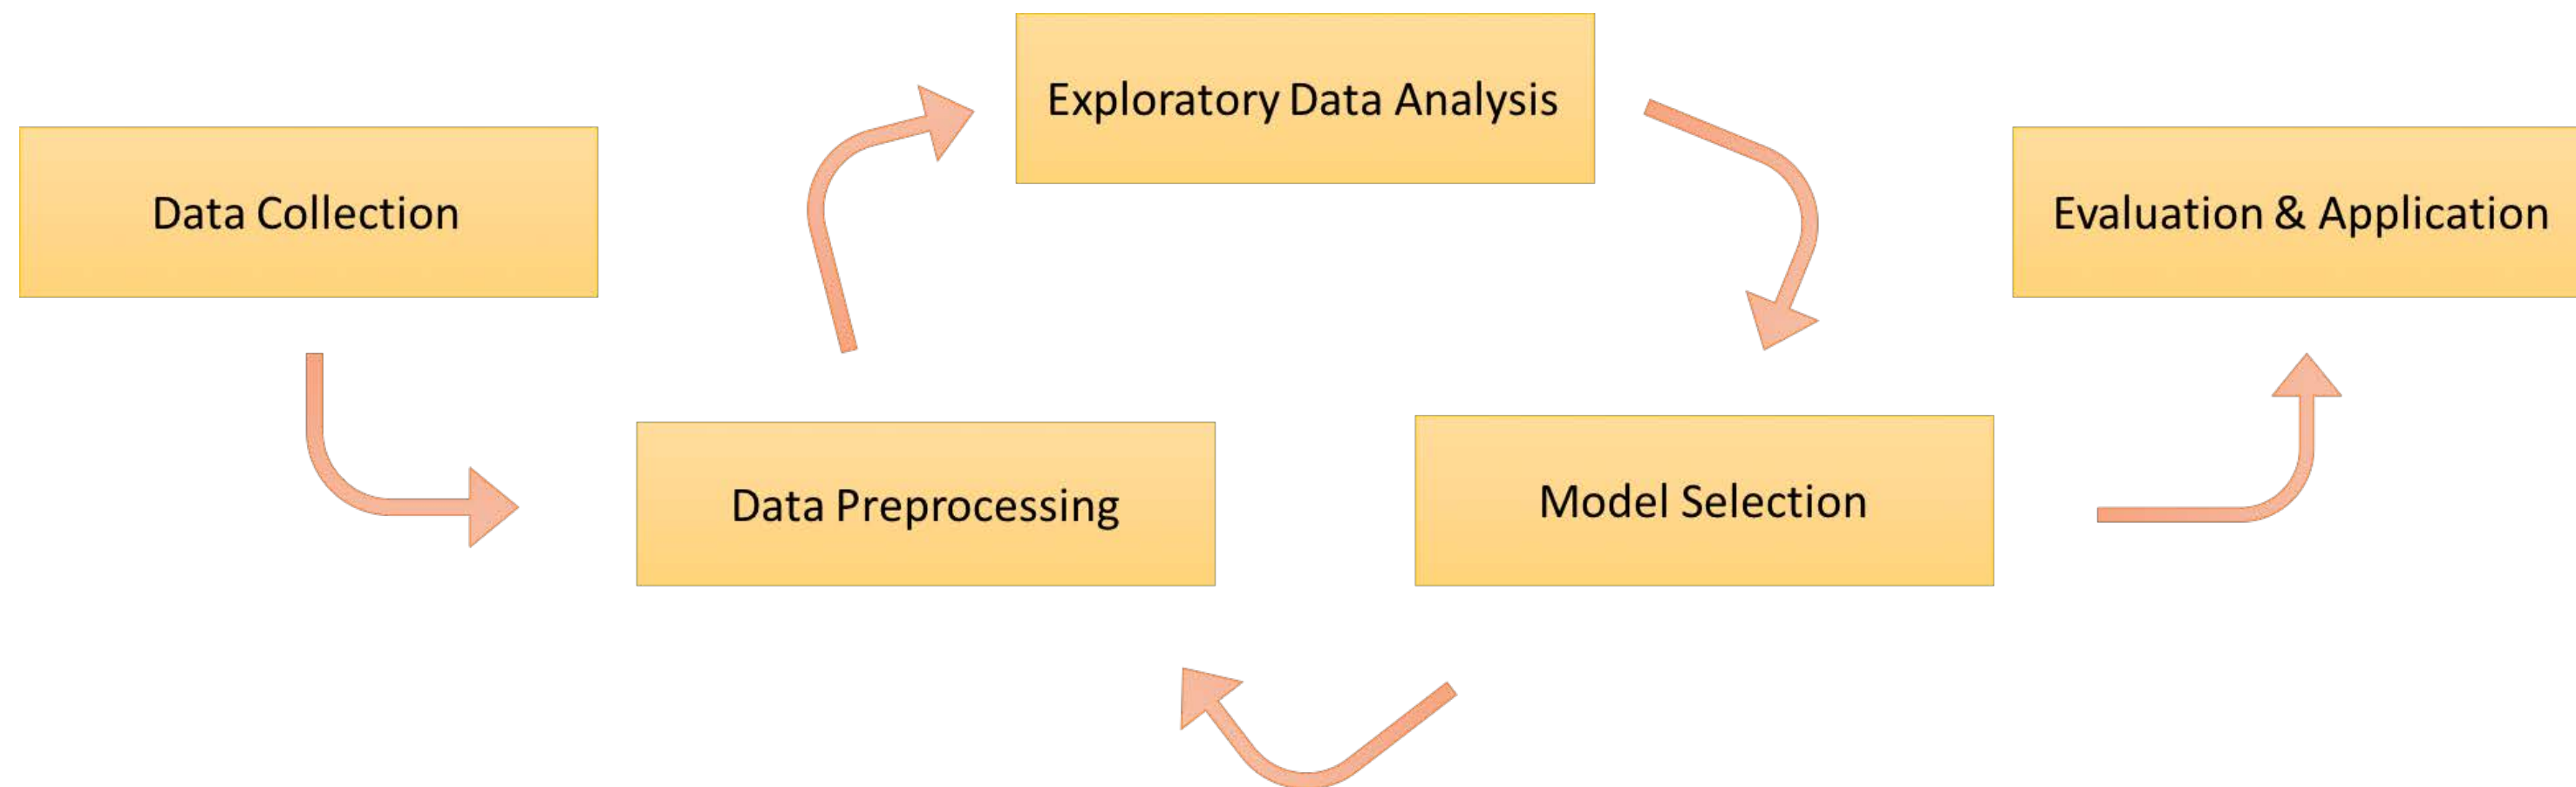 Data Collection
Data Preprocessing
Exploratory Data Analysis
Model Selection
Evaluation & Application